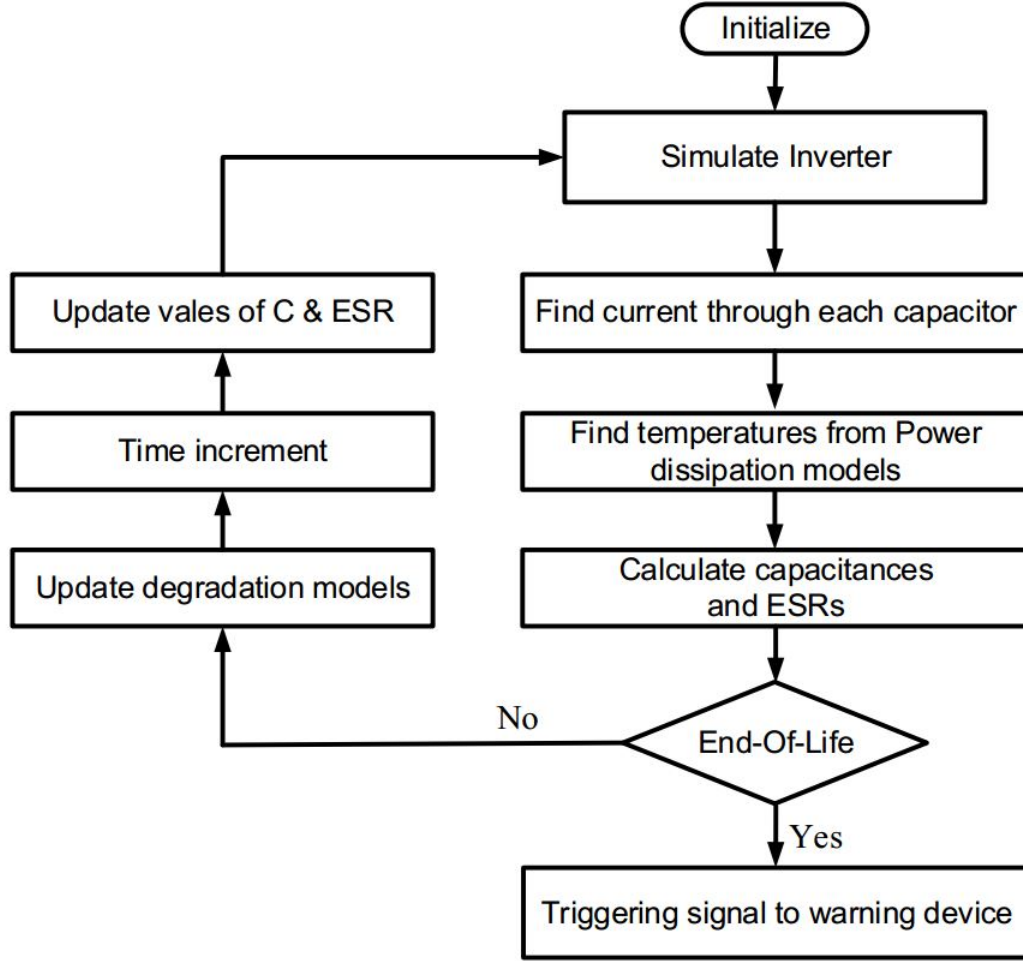 Initialize
Simulate Inverter
Find current through each capacitor
Find temperatures from Power
dissipation models
Calculate capacitances
and ESRs
End-Of-Life
No
Yes
Update degradation models
Time increment
Update vales of C & ESR
Triggering signal to warning device